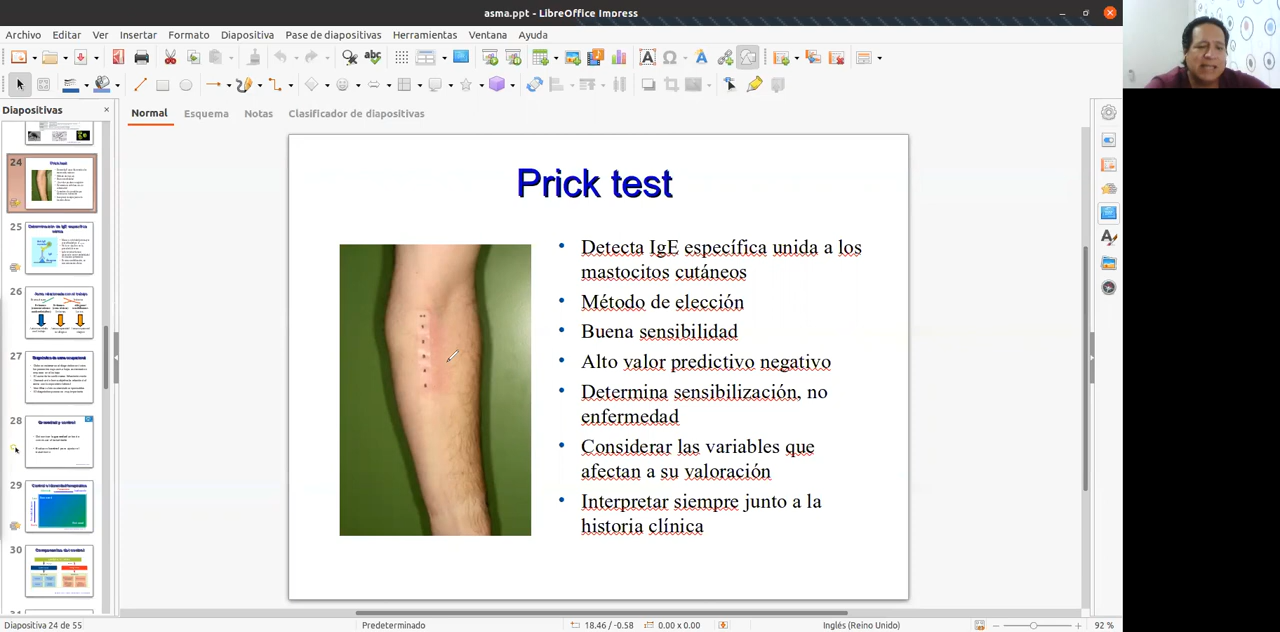 asma.ppt - LibreOffice Impress
Archivo Editar Ver Insertar Formato Diapositiva Pase de diapositivas Herramientas Ventana Ayuda
Diapositivas
Normal Esquema Notas Clasificador de diapositivas
24
Prick test
25
26
27
28
29
30
Prick test
Detecta IgE específica unida a los
mastocitos cutáneos
Método de elección
Buena sensibilidad
Alto valor predictivo negativo
Determina sensibilización, no
enfermedad
Considerar las variables que
afectan a su valoración
Interpretar siempre junto a la
historia clínica
Diapositiva 24 de 55
Predeterminado
18.46 / -0.58
0.00 x 0.00
Inglés (Reino Unido)
92 %